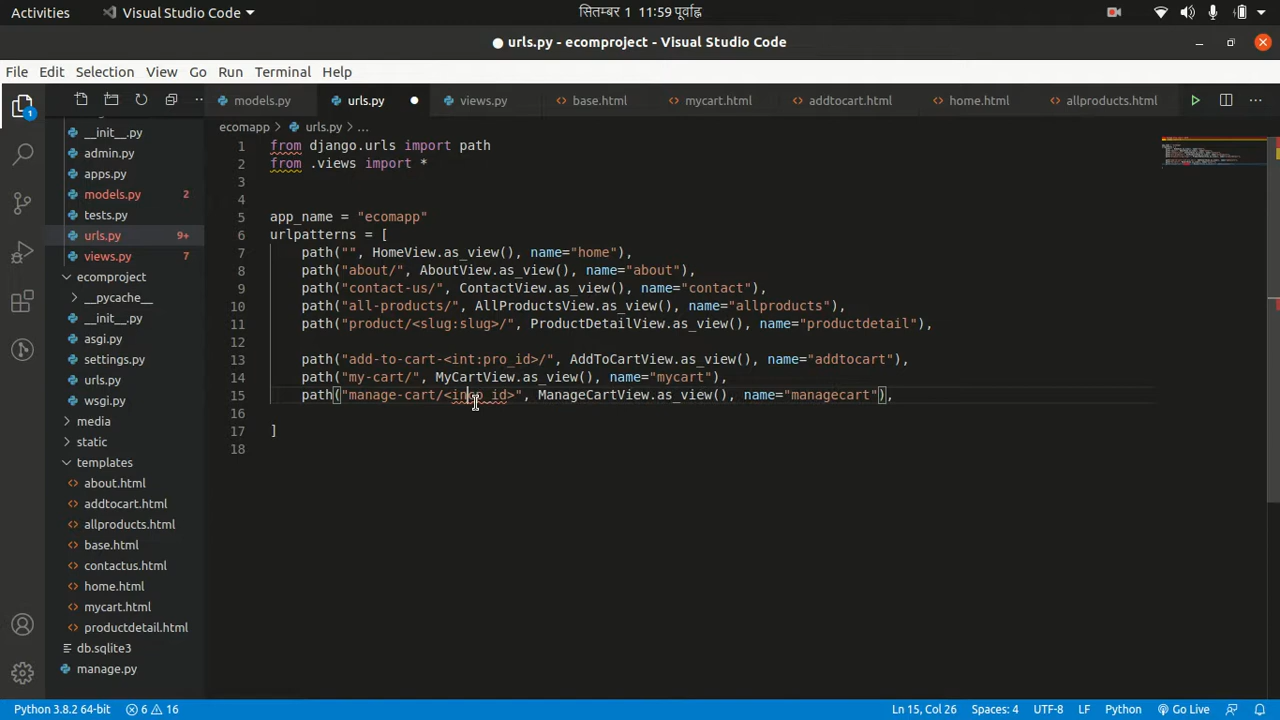 Activities Visual Studio Code सितम्बर 1 11:59 पूर्वाह्न
urls.py - ecomproject - Visual Studio Code
File Edit Selection View Go Run Terminal Help
models.py urls.py views.py base.html mycart.html addtocart.html home.html allproducts.html
ecomapp urls.py ...
__init__.py
admin.py
apps.py
models.py 2
tests.py
urls.py 9+
views.py 7
ecomproject
__pycache__
__init__.py
asgi.py
settings.py
urls.py
wsgi.py
media
static
templates
about.html
addtocart.html
allproducts.html
base.html
contactus.html
home.html
mycart.html
productdetail.html
db.sqlite3
manage.py
1 from django.urls import path
2 from .views import *
3
4
5 app_name = "ecomapp"
6 urlpatterns = [
7 path("", HomeView.as_view(), name="home"),
8 path("about/", AboutView.as_view(), name="about"),
9 path("contact-us/", ContactView.as_view(), name="contact"),
10 path("all-products/", AllProductsView.as_view(), name="allproducts"),
11 path("product/<slug:slug>/", ProductDetailView.as_view(), name="productdetail"),
12
13 path("add-to-cart-<int:pro_id>/", AddToCartView.as_view(), name="addtocart"),
14 path("my-cart/", MyCartView.as_view(), name="mycart"),
15 path("manage-cart/<incp_id>", ManageCartView.as_view(), name="managecart"),
16
17 ]
18
1
Python 3.8.2 64-bit 6 16 Ln 15, Col 26 Spaces: 4 UTF-8 LF Python Go Live